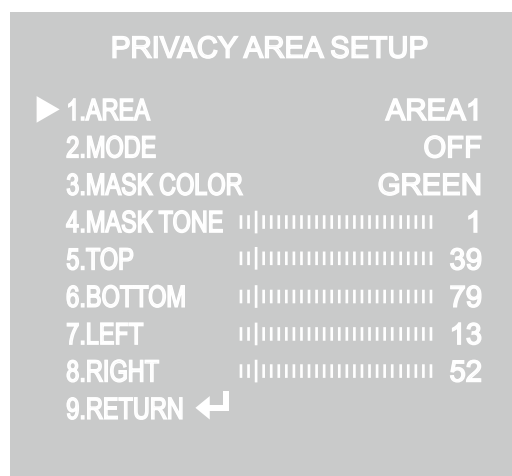 PRIVACY AREA SETUP
1.AREA AREA1
2.MODE OFF
3.MASK COLOR GREEN
4.MASK TONE 1
5.TOP 39
6.BOTTOM 79
7.LEFT 13
8.RIGHT 52
9.RETURN